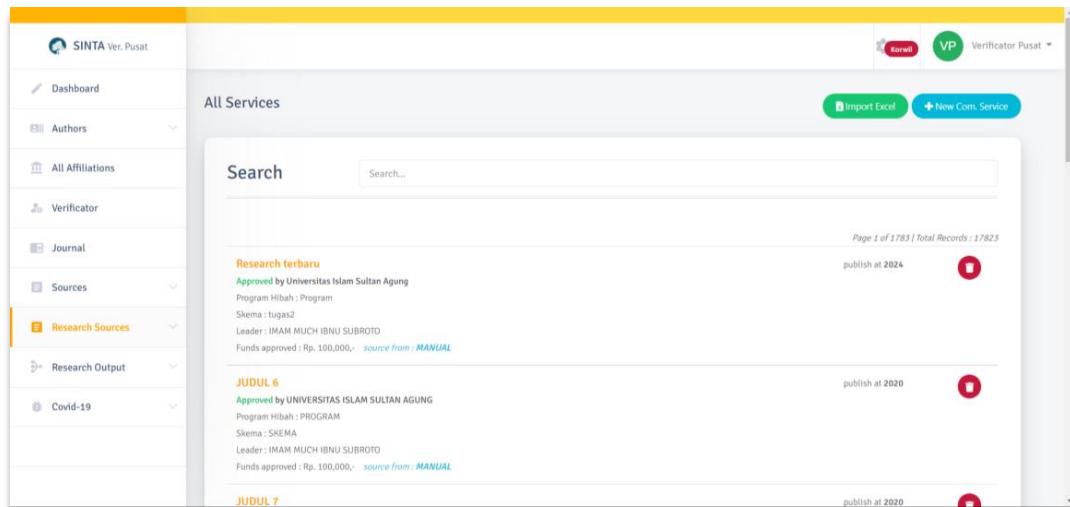 SINTA Ver. Pusat
Korwil
VP
Verificator Pusat
Dashboard
Authors
All Affiliations
Verificator
Journal
Sources
Research Sources
Research Output
Covid-19
All Services
Import Excel
New Com. Service
Search
Search...
Page 1 of 1783 | Total Records : 17823
Research terbaru
publish at 2024
Approved by Universitas Islam Sultan Agung
Program Hibah : Program
Skema : tugas2
Leader : IMAM MUCH IBNU SUBROTO
Funds approved : Rp. 100,000,- source from : MANUAL
JUDUL 6
publish at 2020
Approved by UNIVERSITAS ISLAM SULTAN AGUNG
Program Hibah : PROGRAM
Skema : SKEMA
Leader : IMAM MUCH IBNU SUBROTO
Funds approved : Rp. 100,000,- source from : MANUAL
JUDUL 7
publish at 2020